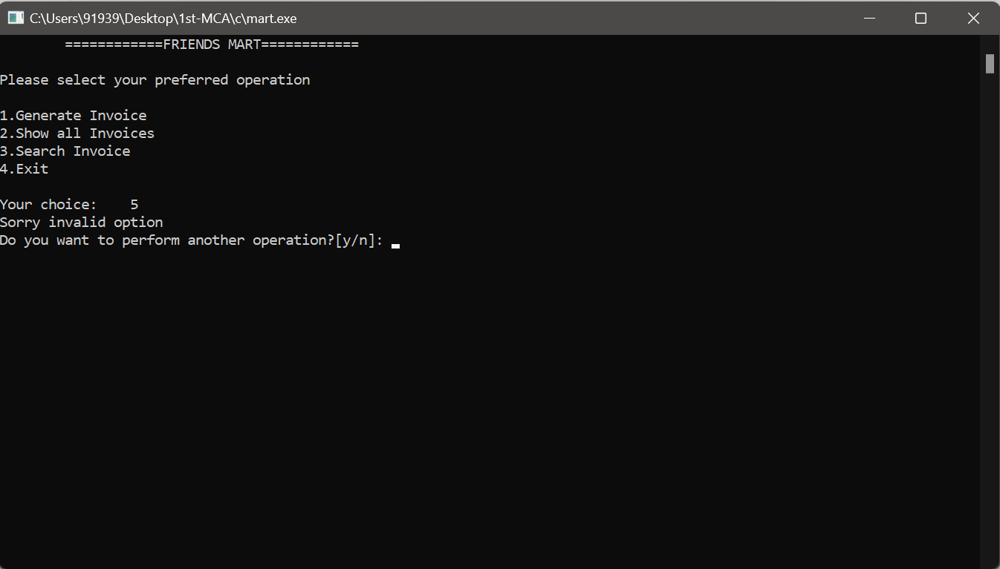 C:\Users\91939\Desktop\1st-MCA\c\mart.exe
============FRIENDS MART============
Please select your preferred operation
1.Generate Invoice
2.Show all Invoices
3.Search Invoice
4.Exit
Your choice:    5
Sorry invalid option
Do you want to perform another operation?[y/n]: